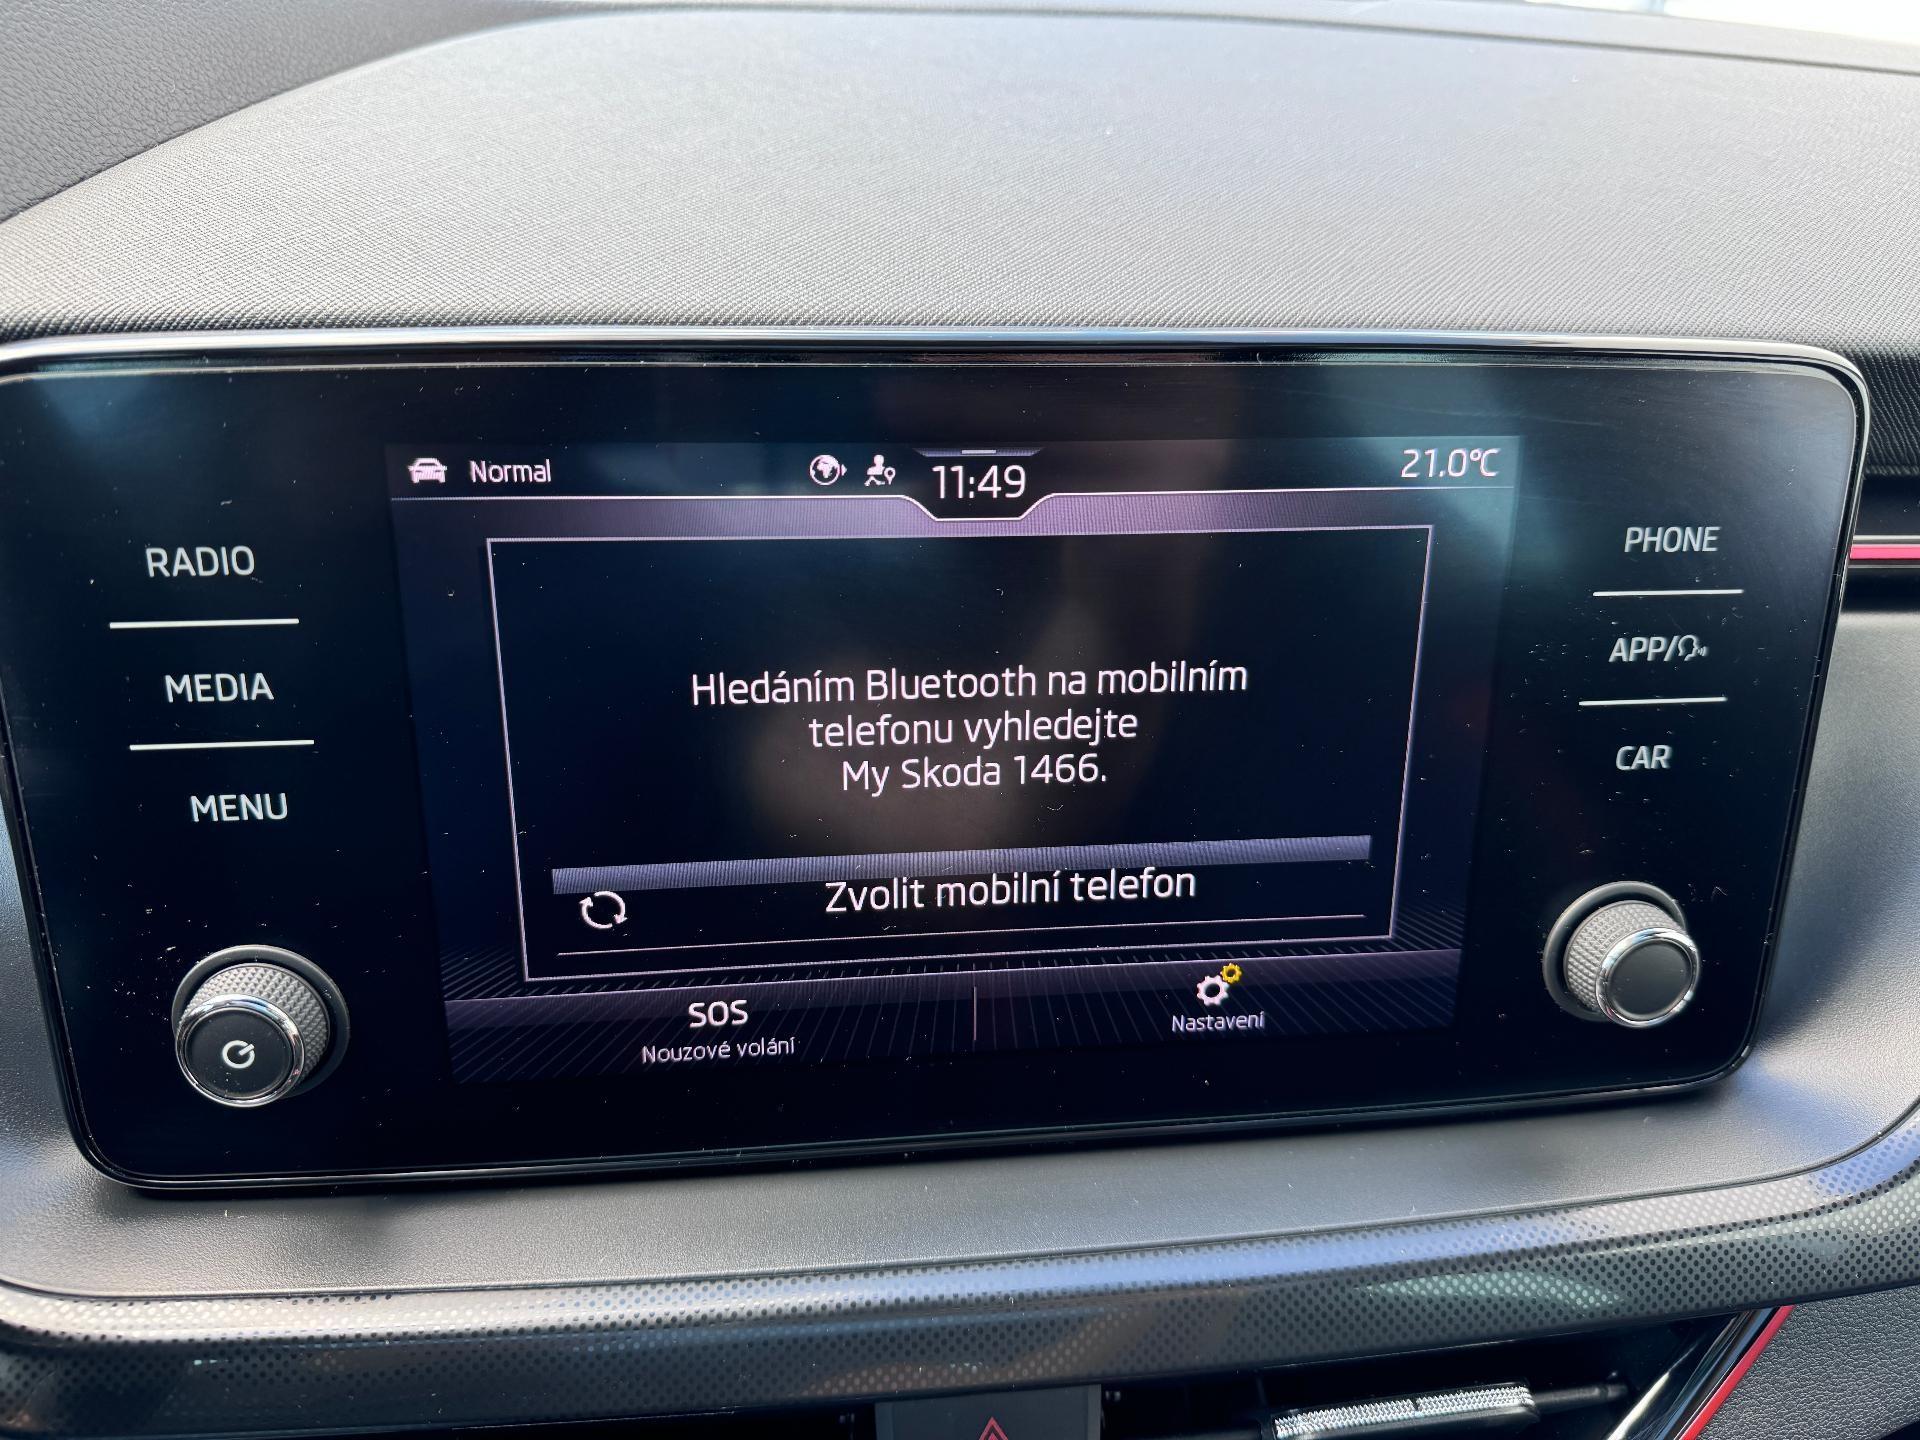 Normal
11:49
21.0°C
RADIO
MEDIA
MENU
Hledáním Bluetooth na mobilním
telefonu vyhledejte
My Skoda 1466.
Zvolit mobilní telefon
SOS
Nouzové volání
Nastavení
PHONE
APP/
CAR